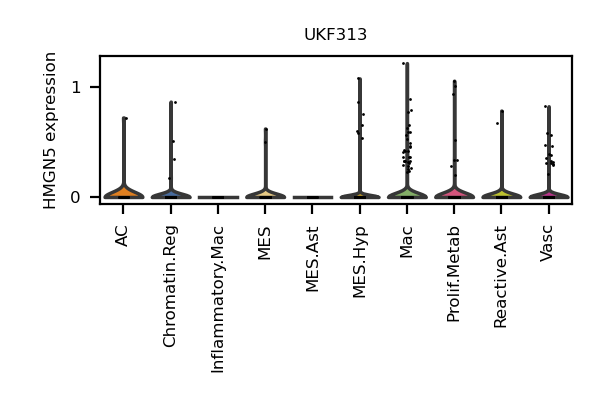 UKF313
HMGN5 expression
1
0
AC
Chromatin.Reg
Inflammatory.Mac
MES
MES.Ast
MES.Hyp
Mac
Prolif.Metab
Reactive.Ast
Vasc